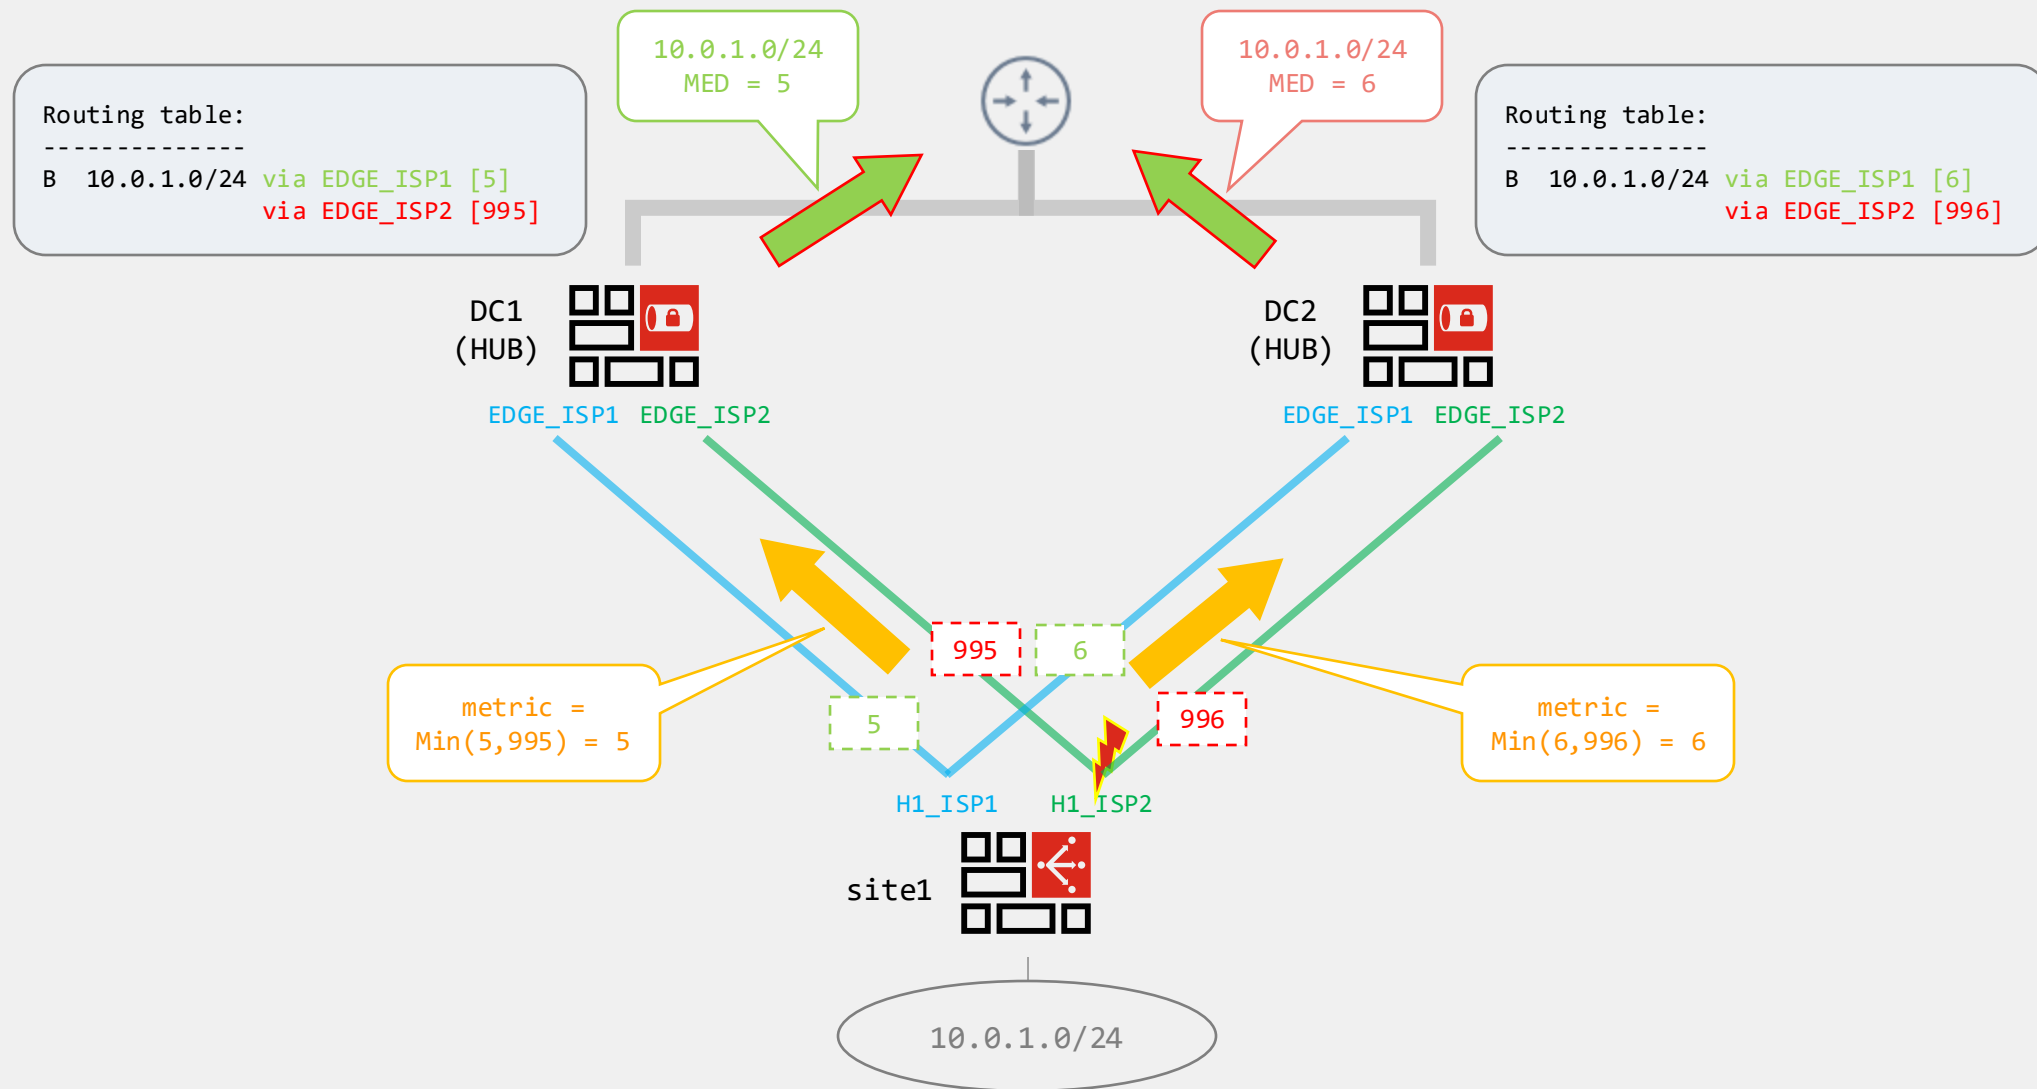 10.0.1.0/24
MED = 5
10.0.1.0/24
MED = 6
Routing table:
--------------
B  10.0.1.0/24 via EDGE_ISP1 [5]
via EDGE_ISP2 [995]
Routing table:
--------------
B  10.0.1.0/24 via EDGE_ISP1 [6]
via EDGE_ISP2 [996]
DC1
(HUB)
DC2
(HUB)
EDGE_ISP1
EDGE_ISP2
EDGE_ISP1
EDGE_ISP2
995
6
metric =
Min(5,995) = 5
5
996
metric =
Min(6,996) = 6
H1_ISP1
H1_ISP2
site1
10.0.1.0/24